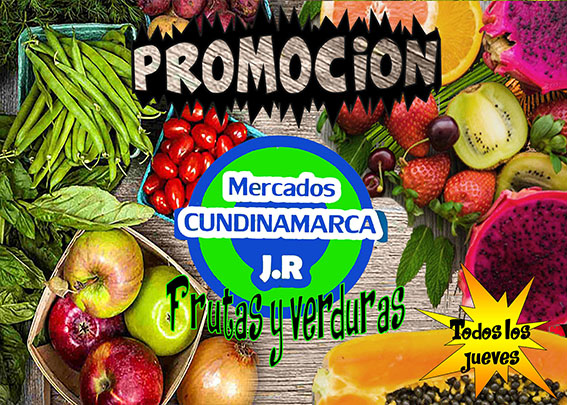 PROMOCION
Mercados
CUNDINAMARCA
J.R
Frutas y verduras
Todos los
jueves